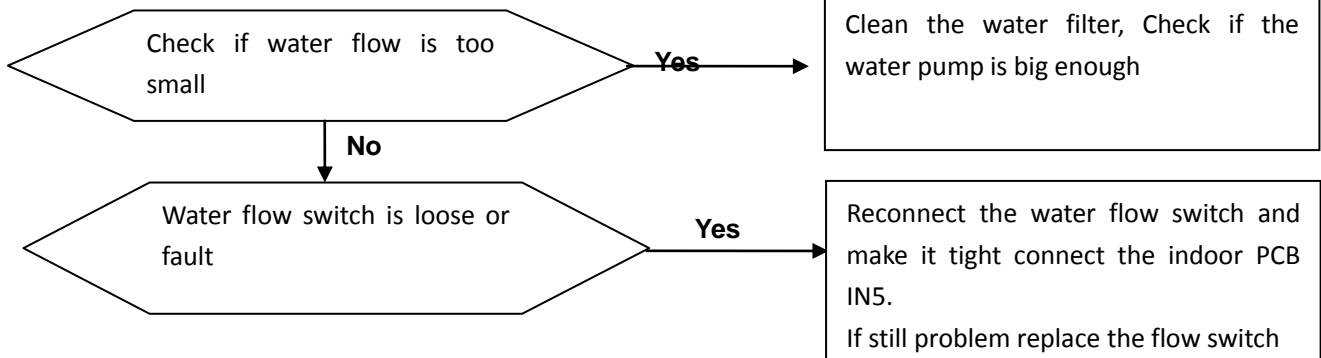 Check if water flow is too
small
Yes
Clean the water filter, Check if the
water pump is big enough
No
Water flow switch is loose or
fault
Yes
Reconnect the water flow switch and
make it tight connect the indoor PCB
IN5.
If still problem replace the flow switch